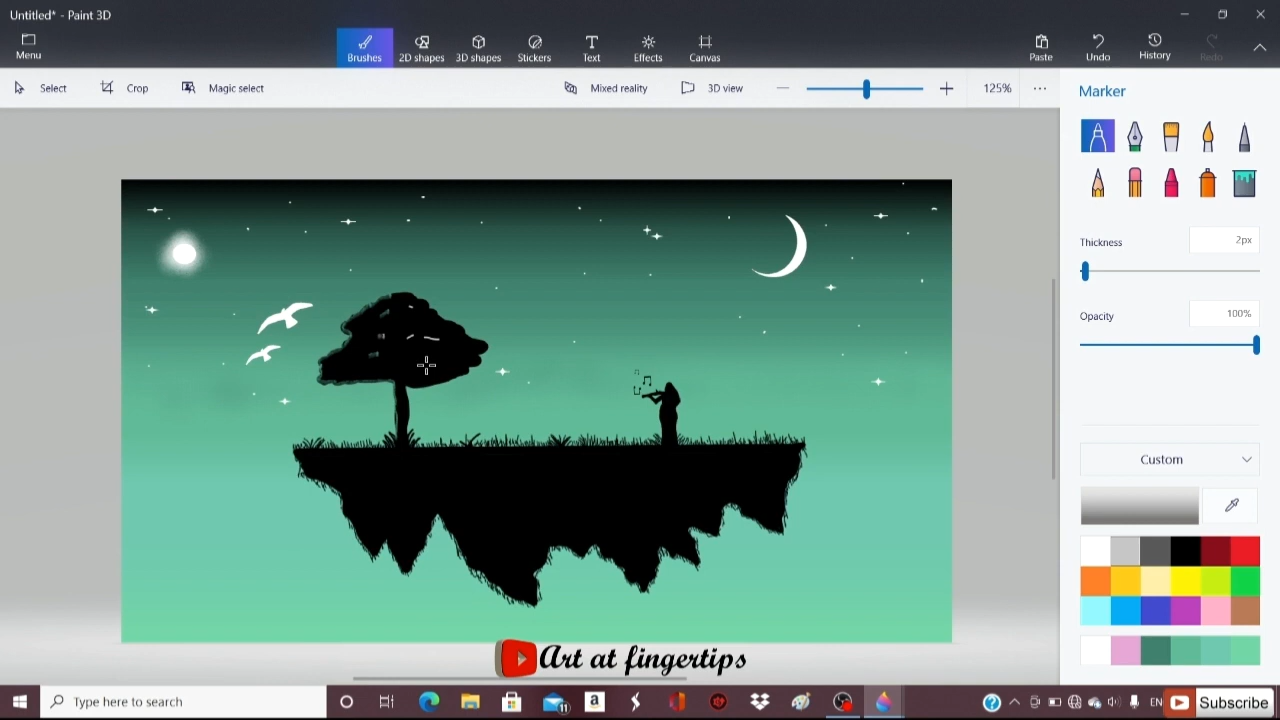 Untitled* - Paint 3D
Menu
Brushes
2D shapes
3D shapes
Stickers
Text
Effects
Canvas
Paste
Undo
History
Redo
Select
Crop
Magic select
Mixed reality
3D view
125%
Marker
Thickness
2px
Opacity
100%
Custom
Art at fingertips
Type here to search
11
EN
Subscribe